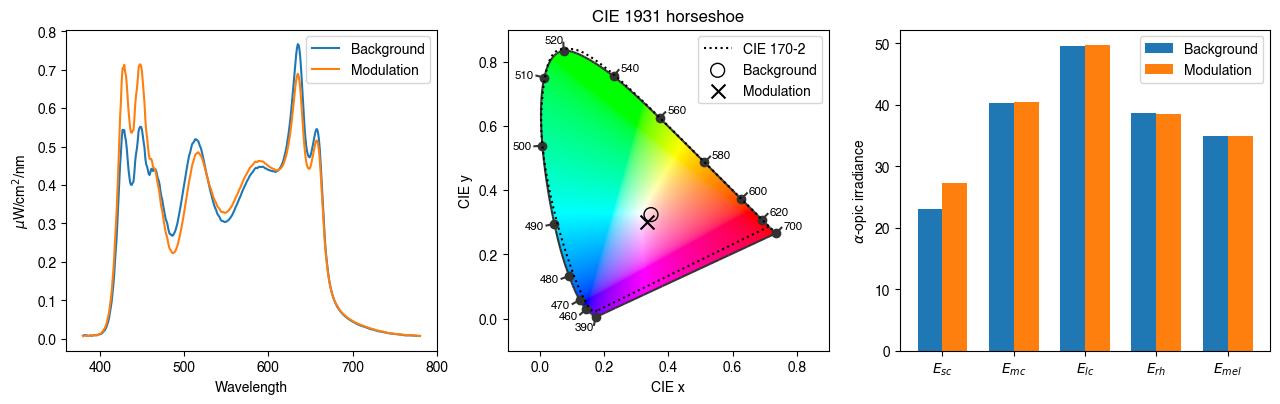 0.8
0.7
0.6
0.5
0.4
0.3
0.2
0.1
0.0
μW/cm²/nm
400
500
600
700
800
Wavelength
Background
Modulation
CIE 1931 horseshoe
0.8
0.6
0.4
0.2
0.0
CIE y
0.0
0.2
0.4
0.6
0.8
CIE x
CIE 170-2
Background
Modulation
520
540
510
560
500
580
600
620
490
700
480
470
460
390
50
40
30
20
10
0
α-opic irradiance
Background
Modulation
E_sc
E_mc
E_lc
E_rh
E_mel